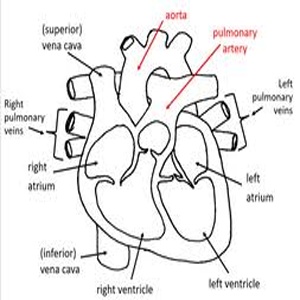 (superior)
vena cava
aorta
pulmonary
artery
Left
pulmonary
veins
Right
pulmonary
veins
right
atrium
left
atrium
(inferior)
vena cava
right ventricle
left ventricle